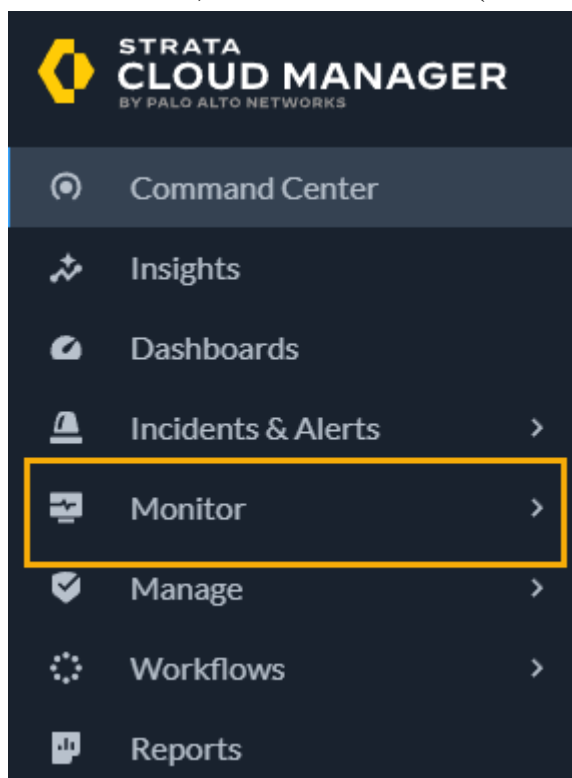 STRATA
CLOUD MANAGER
BY PALO ALTO NETWORKS
Command Center
Insights
Dashboards
Incidents & Alerts
Monitor
Manage
Workflows
Reports